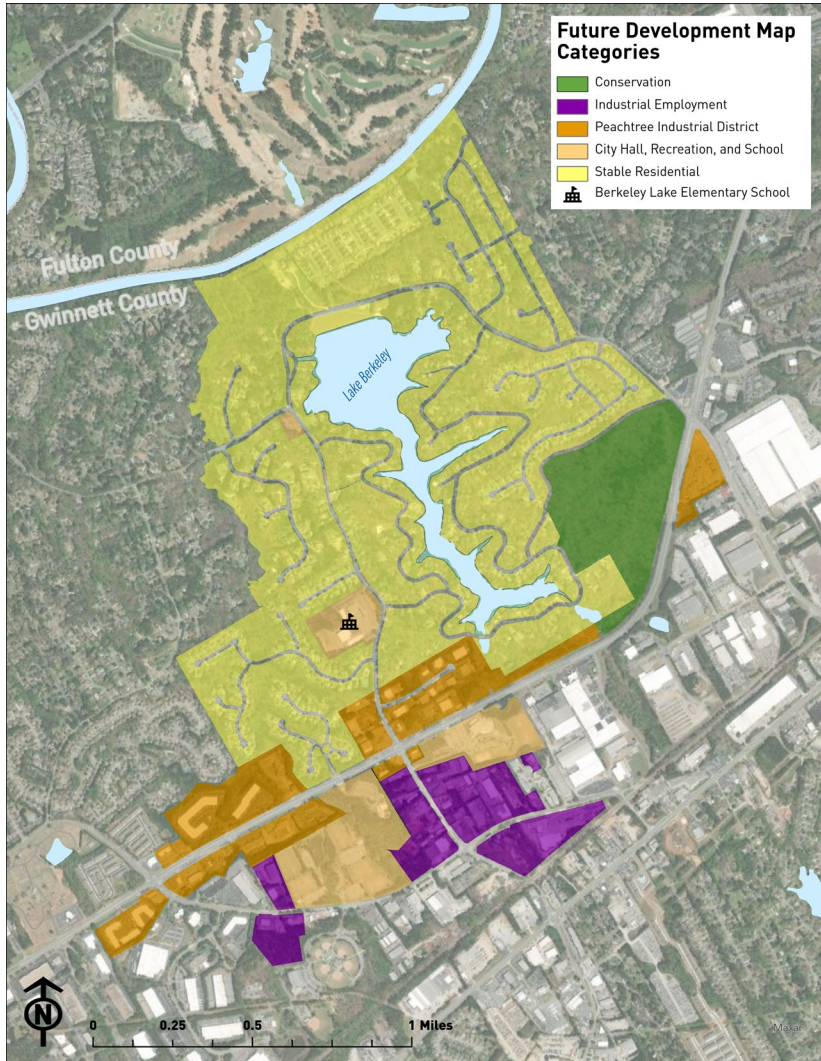 Future Development Map
Categories
Conservation
Industrial Employment
Peachtree Industrial District
City Hall, Recreation, and School
Stable Residential
Berkeley Lake Elementary School
Fulton County
Gwinnett County
Lake Berkeley
N
0 0.25 0.5 1 Miles
Maxar